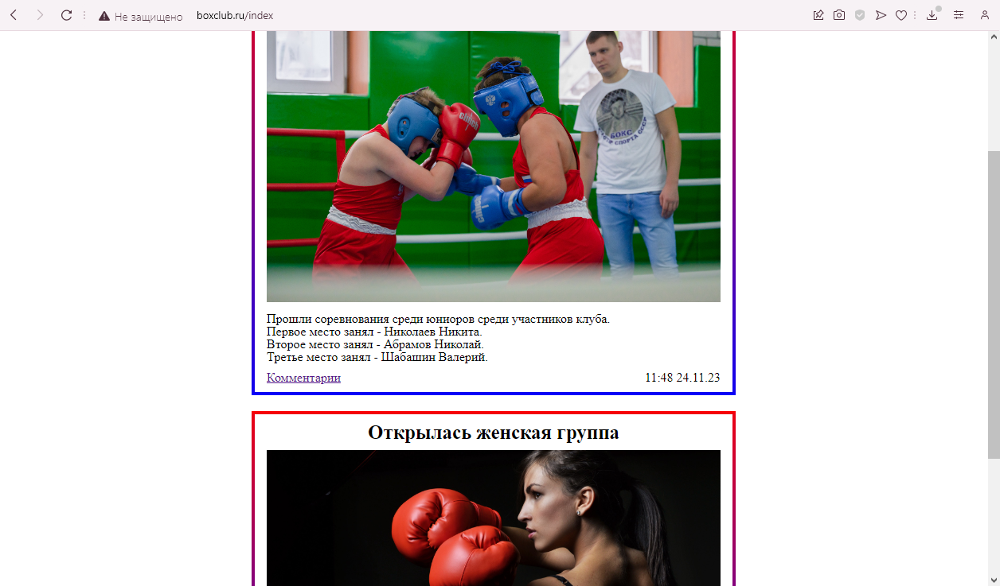 Не защищено boxclub.ru/index
clinch
БОКС
СПОРТА СССР
Прошли соревнования среди юниоров среди участников клуба.
Первое место занял - Николаев Никита.
Второе место занял - Абрамов Николай.
Третье место занял - Шабашин Валерий.
Комментарии 11:48 24.11.23
Открылась женская группа